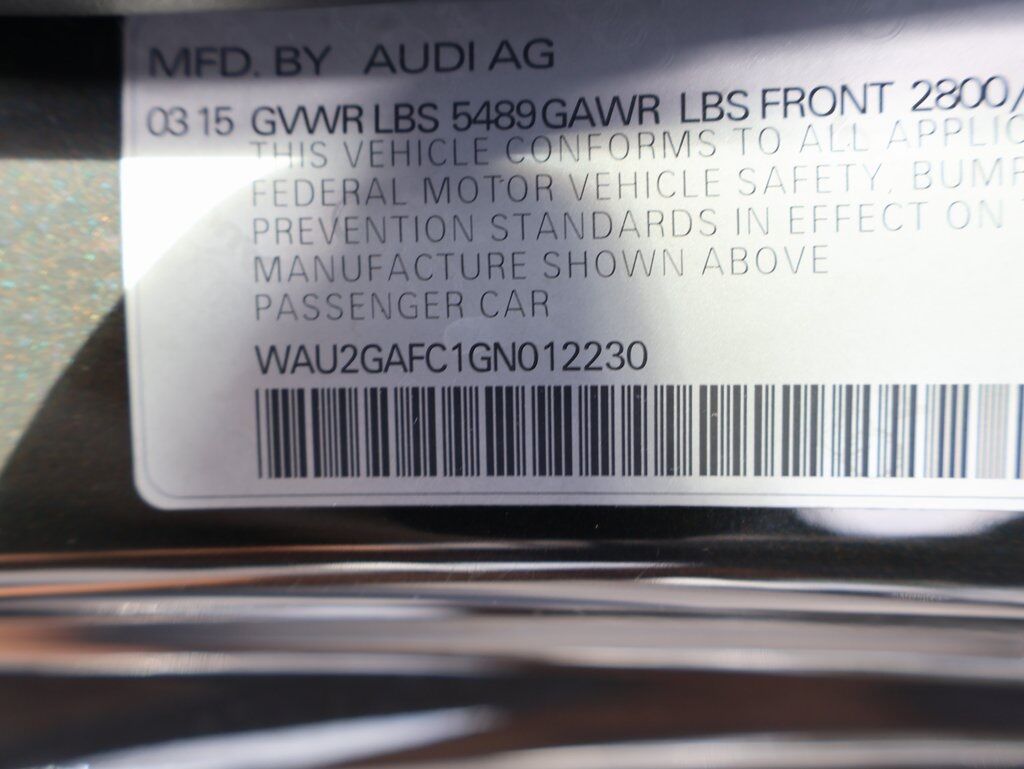 MFD. BY AUDI AG
03 15 GVWR LBS 5489 GAWR LBS FRONT 2800/
THIS VEHICLE CONFORMS TO ALL APPLIC
FEDERAL MOTOR VEHICLE SAFETY, BUMP
PREVENTION STANDARDS IN EFFECT ON T
MANUFACTURE SHOWN ABOVE
PASSENGER CAR
WAU2GAFC1GN012230